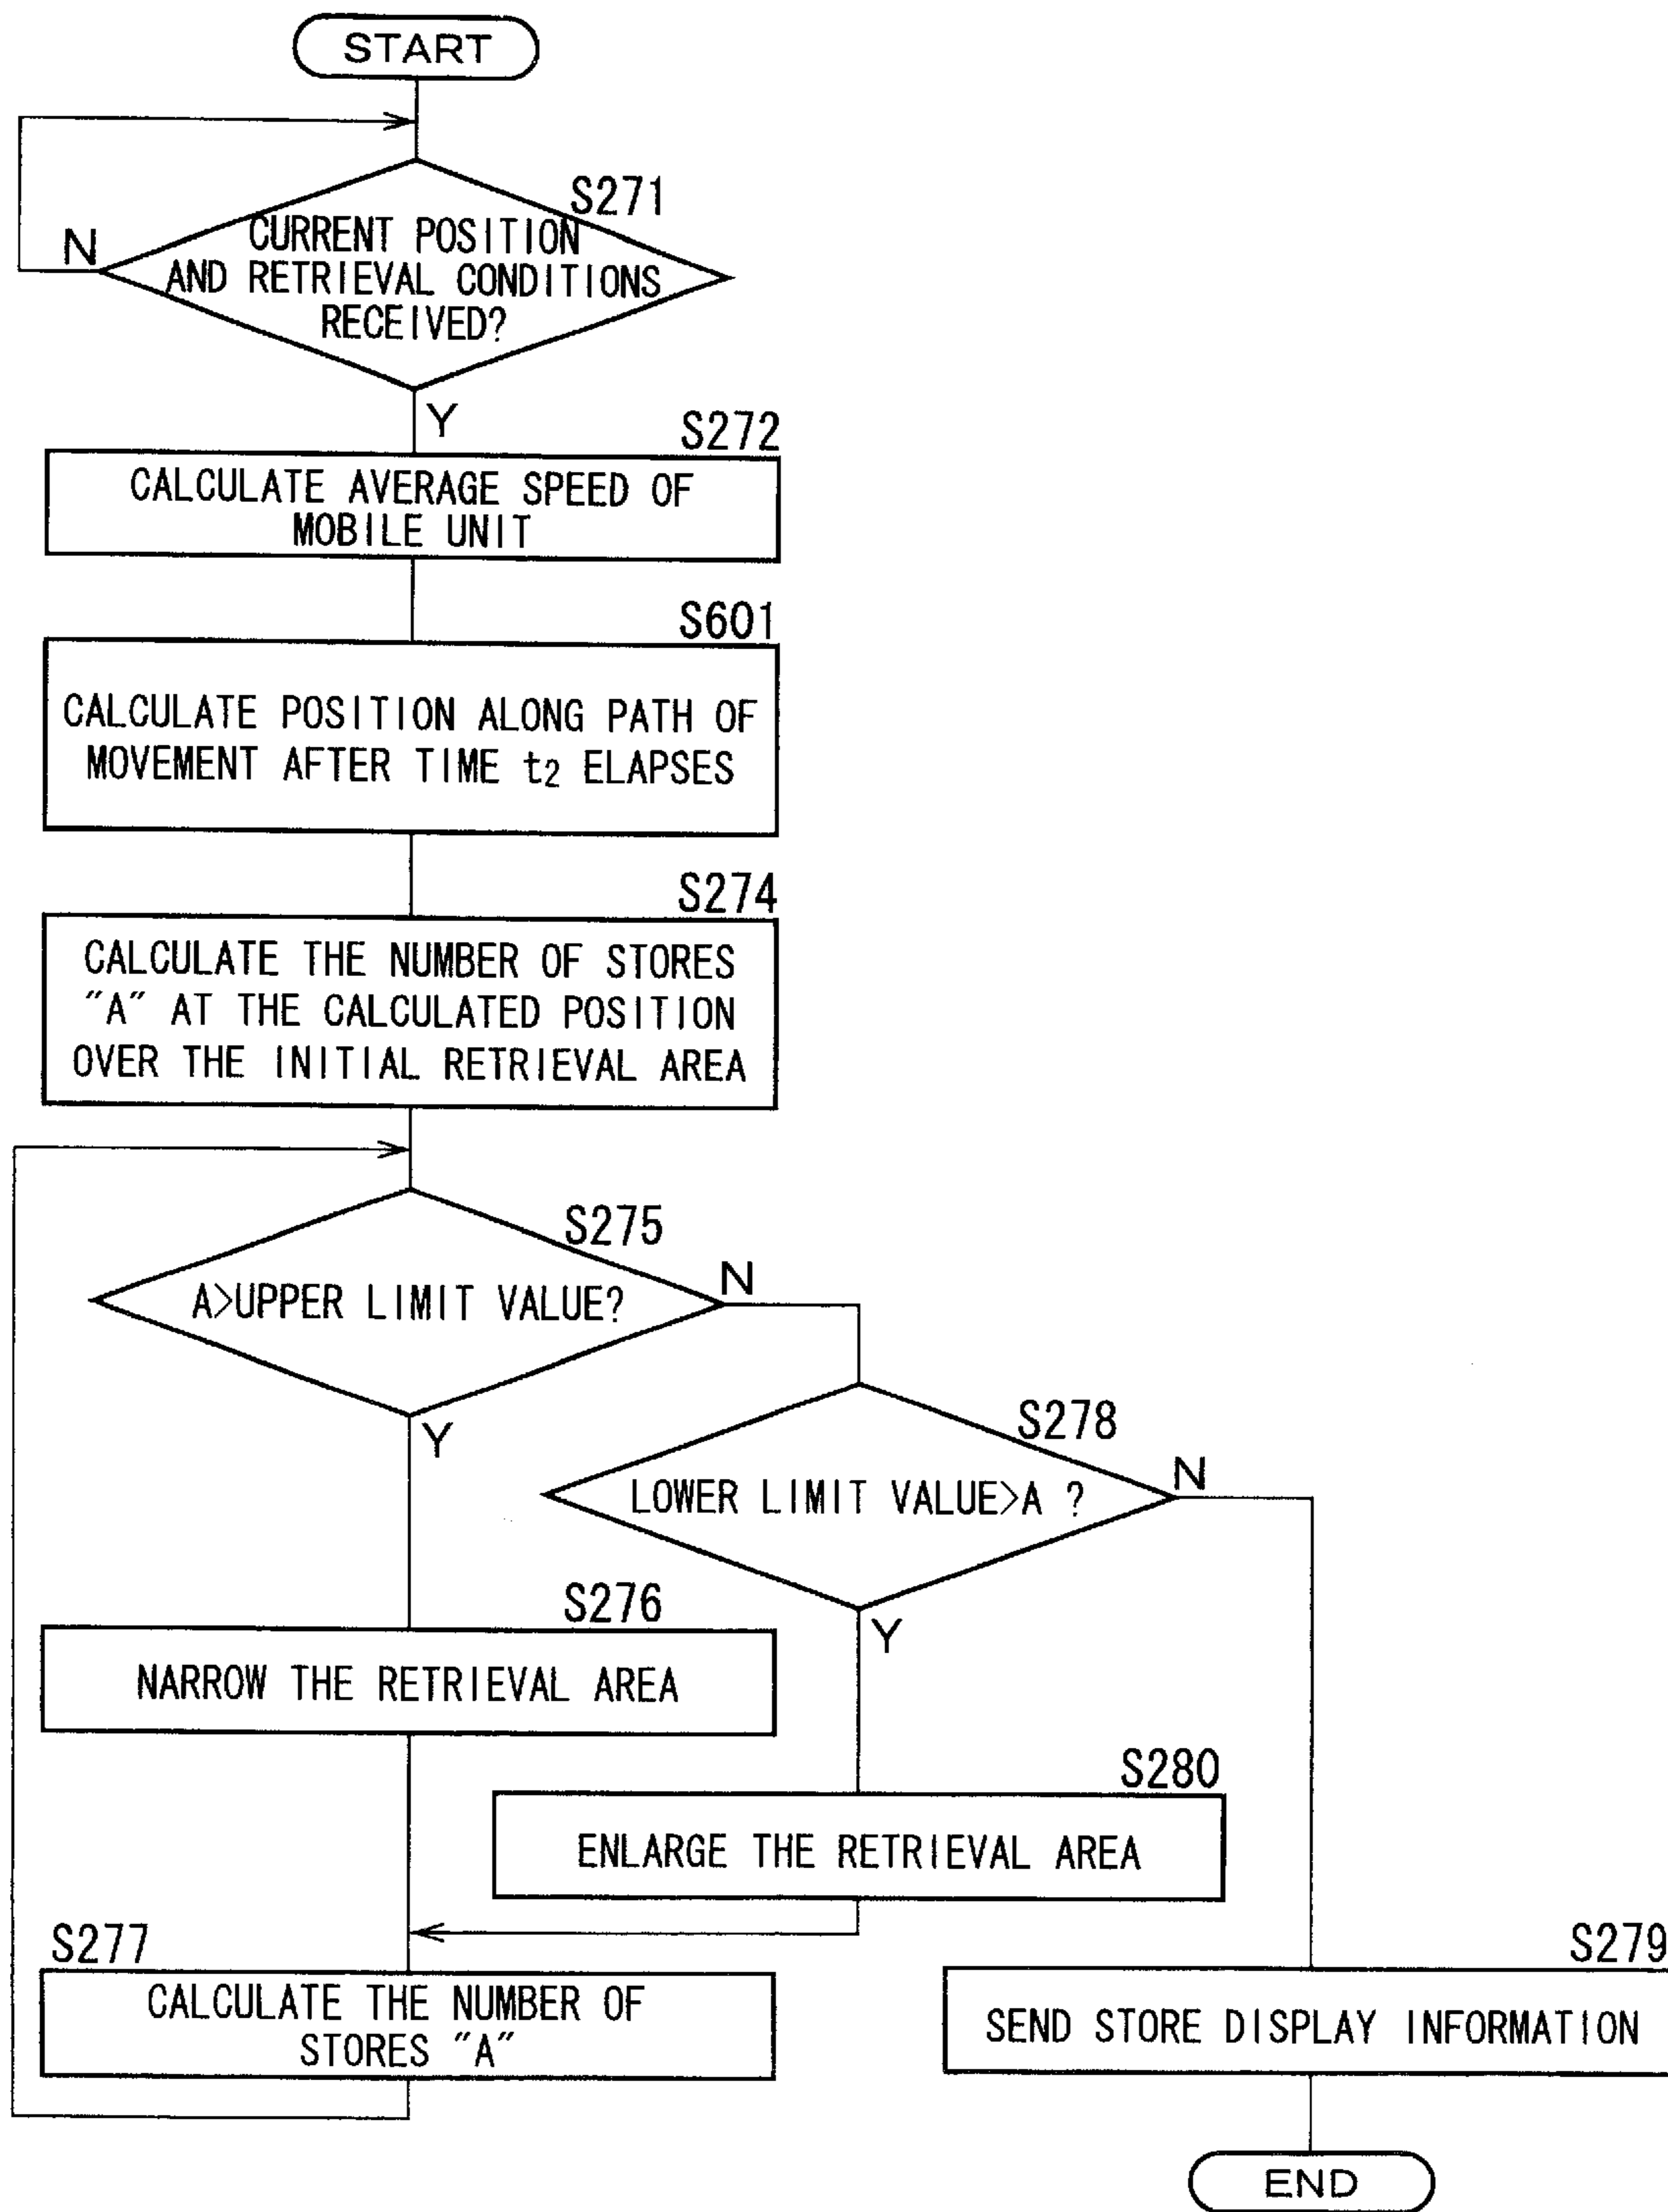 START
S271
CURRENT POSITION
AND RETRIEVAL CONDITIONS
RECEIVED?
N
Y
S272
CALCULATE AVERAGE SPEED OF
MOBILE UNIT
S601
CALCULATE POSITION ALONG PATH OF
MOVEMENT AFTER TIME t₂ ELAPSES
S274
CALCULATE THE NUMBER OF STORES
"A" AT THE CALCULATED POSITION
OVER THE INITIAL RETRIEVAL AREA
S275
A>UPPER LIMIT VALUE?
N
Y
S278
LOWER LIMIT VALUE>A ?
N
Y
S276
NARROW THE RETRIEVAL AREA
S280
ENLARGE THE RETRIEVAL AREA
S277
CALCULATE THE NUMBER OF
STORES "A"
S279
SEND STORE DISPLAY INFORMATION
END